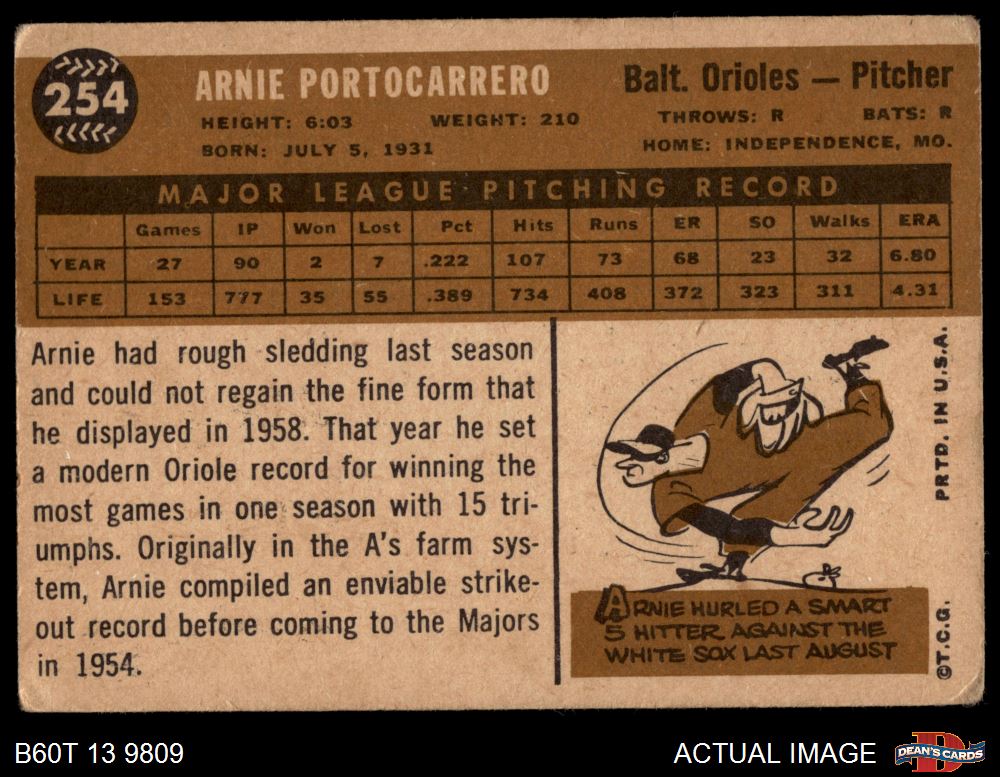 254
ARNIE PORTOCARRERO
Balt. Orioles — Pitcher
HEIGHT: 6:03 WEIGHT: 210 THROWS: R BATS: R
BORN: JULY 5, 1931 HOME: INDEPENDENCE, MO.
MAJOR LEAGUE PITCHING RECORD
Games IP Won Lost Pct Hits Runs ER SO Walks ERA
YEAR 27 90 2 7 .222 107 73 68 23 32 6.80
LIFE 153 777 35 55 .389 734 408 372 323 311 4.31
Arnie had rough sledding last season
and could not regain the fine form that
he displayed in 1958. That year he set
a modern Oriole record for winning the
most games in one season with 15 tri-
umphs. Originally in the A's farm sys-
tem, Arnie compiled an enviable strike-
out record before coming to the Majors
in 1954.
ARNIE HURLED A SMART
5 HITTER AGAINST THE
WHITE SOX LAST AUGUST
©T.C.G. PRTD. IN U.S.A.
B60T 13 9809
ACTUAL IMAGE
D
DEAN'S CARDS